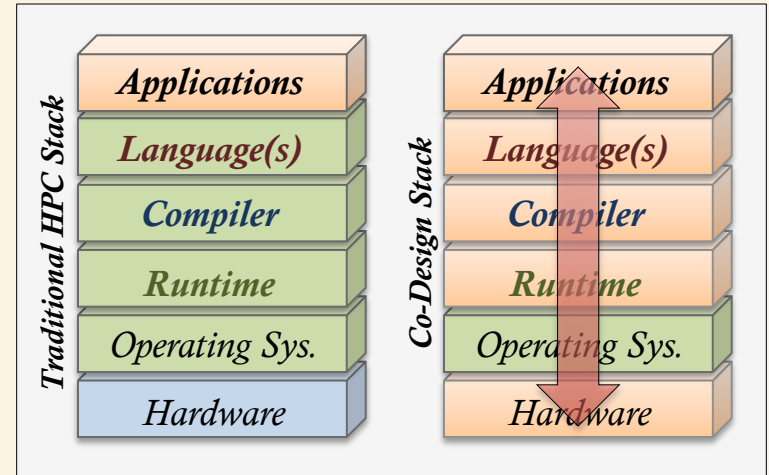 Traditional HPC Stack
Applications
Language(s)
Compiler
Runtime
Operating Sys.
Hardware
Co-Design Stack
Applications
Language(s)
Compiler
Runtime
Operating Sys.
Hardware